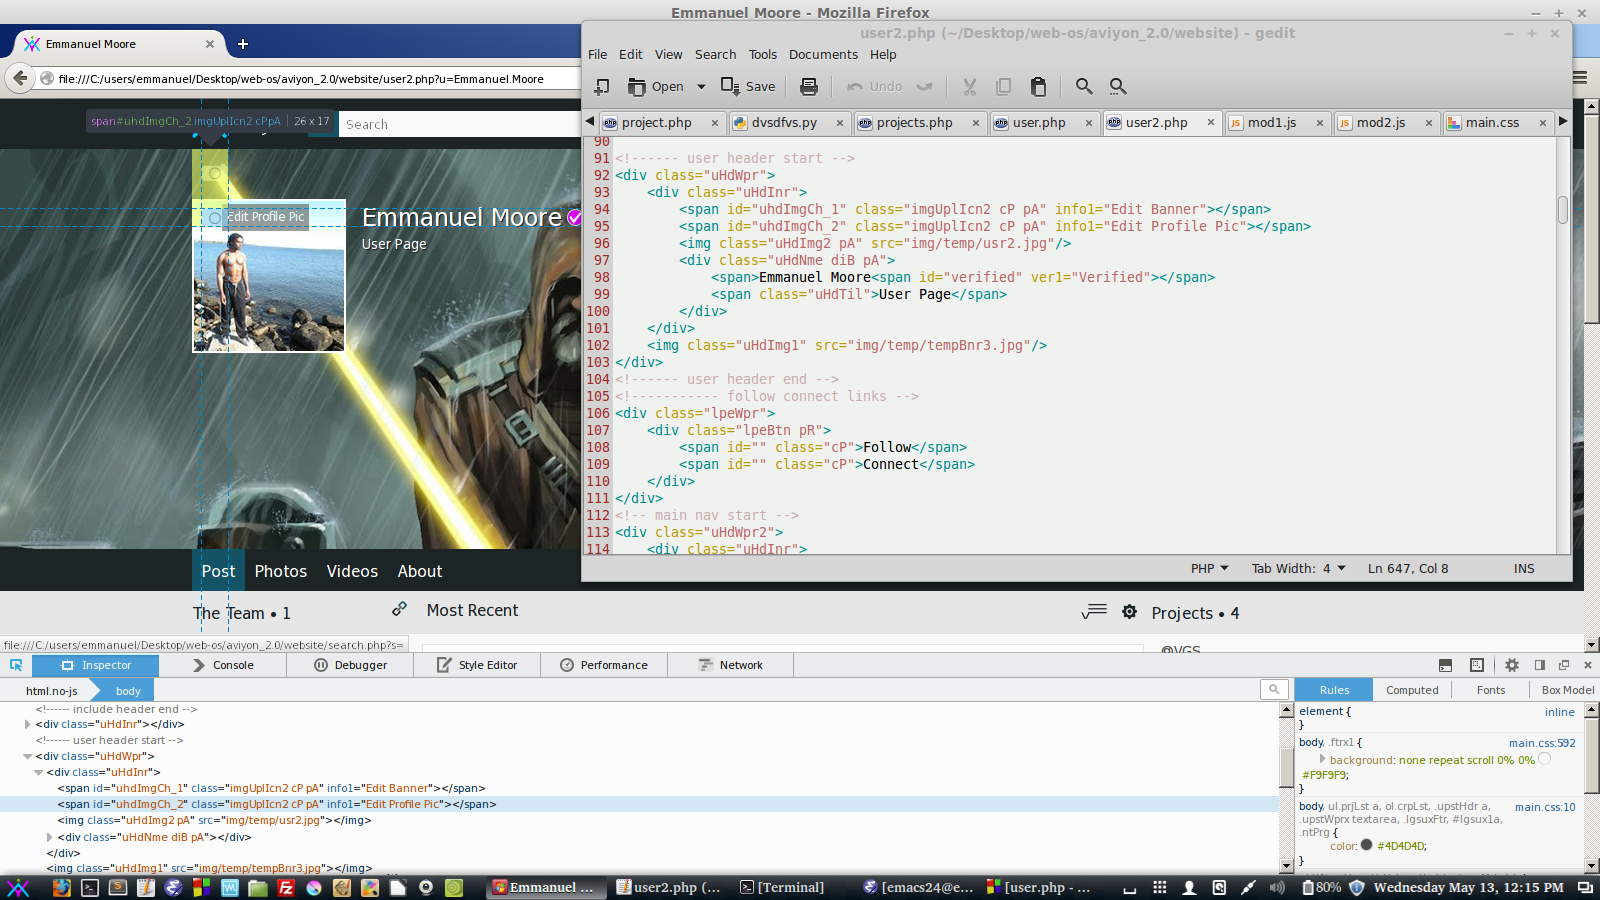 Emmanuel Moore - Mozilla Firefox
Emmanuel Moore
file:///C:/users/emmanuel/Desktop/web-os/aviyon_2.0/website/user2.php?u=Emmanuel.Moore
span#uhdImgCh_2.imgUplIcn2.cP.pA | 26 x 17
Search
Edit Profile Pic
Emmanuel Moore
User Page
Post Photos Videos About
The Team • 1
Most Recent
Projects • 4
@VGS
file:///C:/users/emmanuel/Desktop/web-os/aviyon_2.0/website/search.php?s=
user2.php (~/Desktop/web-os/aviyon_2.0/website) - gedit
File Edit View Search Tools Documents Help
Open Save Undo
project.php dvsdfvs.py projects.php user.php user2.php mod1.js mod2.js main.css
90
91 <!------ user header start -->
92 <div class="uHdWpr">
93 <div class="uHdInr">
94 <span id="uhdImgCh_1" class="imgUplIcn2 cP pA" info1="Edit Banner"></span>
95 <span id="uhdImgCh_2" class="imgUplIcn2 cP pA" info1="Edit Profile Pic"></span>
96 <img class="uHdImg2 pA" src="img/temp/usr2.jpg"/>
97 <div class="uHdNme diB pA">
98 <span>Emmanuel Moore<span id="verified" ver1="Verified"></span>
99 <span class="uHdTil">User Page</span>
100 </div>
101 </div>
102 <img class="uHdImg1" src="img/temp/tempBnr3.jpg"/>
103 </div>
104 <!------ user header end -->
105 <!----------- follow connect links -->
106 <div class="lpeWpr">
107 <div class="lpeBtn pR">
108 <span id="" class="cP">Follow</span>
109 <span id="" class="cP">Connect</span>
110 </div>
111 </div>
112 <!-- main nav start -->
113 <div class="uHdWpr2">
114 <div class="uHdInr">
PHP Tab Width: 4 Ln 647, Col 8 INS
Inspector Console Debugger Style Editor Performance Network
html.no-js body
<!------ include header end -->
<div class="uHdInr"></div>
<!------ user header start -->
<div class="uHdWpr">
<div class="uHdInr">
<span id="uhdImgCh_1" class="imgUplIcn2 cP pA" info1="Edit Banner"></span>
<span id="uhdImgCh_2" class="imgUplIcn2 cP pA" info1="Edit Profile Pic"></span>
<img class="uHdImg2 pA" src="img/temp/usr2.jpg"></img>
<div class="uHdNme diB pA"></div>
</div>
<img class="uHdImg1" src="img/temp/tempBnr3.jpg"></img>
Rules Computed Fonts Box Model
element { inline
}
body, .ftrx1 { main.css:592
background: none repeat scroll 0% 0%
#F9F9F9;
}
body, ul.prjLst a, ol.crpLst, .upstHdr a, main.css:10
.upstWprx textarea, .lgsuxFtr, #lgsux1a,
.ntPrg {
color: #4D4D4D;
}
Emmanuel ... user2.php (... [Terminal] [emacs24@e... [user.php - ... 80% Wednesday May 13, 12:15 PM